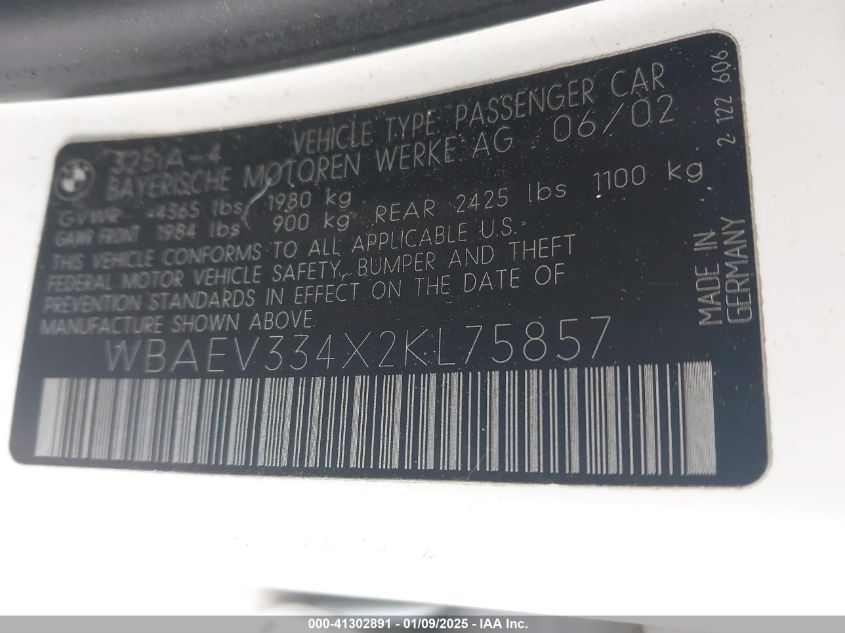 325iA-4 VEHICLE TYPE PASSENGER CAR
BAYERISCHE MOTOREN WERKE AG 06/02
GVWR 4365 lbs 1980 kg
GAWR FRONT 1984 lbs 900 kg REAR 2425 lbs 1100 kg
THIS VEHICLE CONFORMS TO ALL APPLICABLE U.S.
FEDERAL MOTOR VEHICLE SAFETY, BUMPER AND THEFT
PREVENTION STANDARDS IN EFFECT ON THE DATE OF
MANUFACTURE SHOWN ABOVE.
WBAEV334X2KL75857
MADE IN
GERMANY
2 122 606
000-41302891 - 01/09/2025 - IAA Inc.